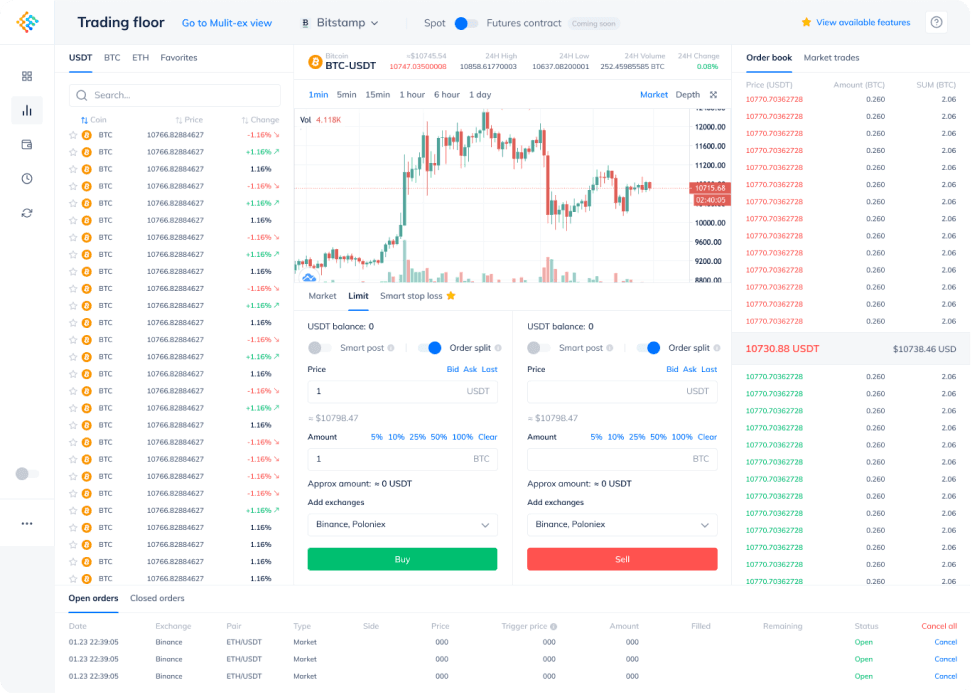 Trading floor
Go to Mulit-ex view
Bitstamp
Spot
Futures contract
Coming soon
View available features
USDT BTC ETH Favorites
Search...
Coin Price Change
BTC 10766.82884627 -1.16%
BTC 10766.82884627 +1.16%
BTC 10766.82884627 1.16%
BTC 10766.82884627 -1.16%
BTC 10766.82884627 +1.16%
BTC 10766.82884627 1.16%
BTC 10766.82884627 -1.16%
BTC 10766.82884627 +1.16%
BTC 10766.82884627 1.16%
BTC 10766.82884627 -1.16%
BTC 10766.82884627 +1.16%
BTC 10766.82884627 1.16%
BTC 10766.82884627 -1.16%
BTC 10766.82884627 +1.16%
BTC 10766.82884627 1.16%
BTC 10766.82884627 -1.16%
BTC 10766.82884627 +1.16%
BTC 10766.82884627 1.16%
BTC 10766.82884627 -1.16%
BTC 10766.82884627 -1.16%
BTC 10766.82884627 -1.16%
BTC 10766.82884627 -1.16%
BTC 10766.82884627 +1.16%
BTC 10766.82884627 1.16%
BTC 10766.82884627 1.16%
BTC 10766.82884627 1.16%
BTC 10766.82884627 1.16%
Bitcoin ≈$10745.54 24H High 24H Low 24H Volume 24H Change
BTC-USDT 10747.03500008 10858.61770003 10637.08200001 252.45985585 BTC 0.08%
1min 5min 15min 1 hour 6 hour 1 day Market Depth
Vol 4.118K
12000.00
11600.00
11200.00
10715.68
02:40:05
10000.00
9600.00
9200.00
8800.00
Market Limit Smart stop loss
USDT balance: 0
Smart post Order split
Price Bid Ask Last
1 USDT
≈ $10798.47
Amount 5% 10% 25% 50% 100% Clear
1 BTC
Approx amount: ≈ 0 USDT
Add exchanges
Binance, Poloniex
Buy
USDT balance: 0
Smart post Order split
Price Bid Ask Last
USDT
≈ $10798.47
Amount 5% 10% 25% 50% 100% Clear
BTC
Approx amount: ≈ 0 USDT
Add exchanges
Binance, Poloniex
Sell
Order book Market trades
Price (USDT) Amount (BTC) SUM (BTC)
10770.70362728 0.260 2.06
10770.70362728 0.260 2.06
10770.70362728 0.260 2.06
10770.70362728 0.260 2.06
10770.70362728 0.260 2.06
10770.70362728 0.260 2.06
10770.70362728 0.260 2.06
10770.70362728 0.260 2.06
10770.70362728 0.260 2.06
10770.70362728 0.260 2.06
10770.70362728 0.260 2.06
10770.70362728 0.260 2.06
10770.70362728 0.260 2.06
10770.70362728 0.260 2.06
10730.88 USDT $10738.46 USD
10770.70362728 0.260 2.06
10770.70362728 0.260 2.06
10770.70362728 0.260 2.06
10770.70362728 0.260 2.06
10770.70362728 0.260 2.06
10770.70362728 0.260 2.06
10770.70362728 0.260 2.06
10770.70362728 0.260 2.06
10770.70362728 0.260 2.06
10770.70362728 0.260 2.06
10770.70362728 0.260 2.06
10770.70362728 0.260 2.06
10770.70362728 0.260 2.06
Open orders Closed orders
Date Exchange Pair Type Side Price Trigger price Amount Filled Remaining Status Cancel all
01.23 22:39:05 Binance ETH/USDT Market 000 000 000 Open Cancel
01.23 22:39:05 Binance ETH/USDT Market 000 000 000 Open Cancel
01.23 22:39:05 Binance ETH/USDT Market 000 000 000 Open Cancel